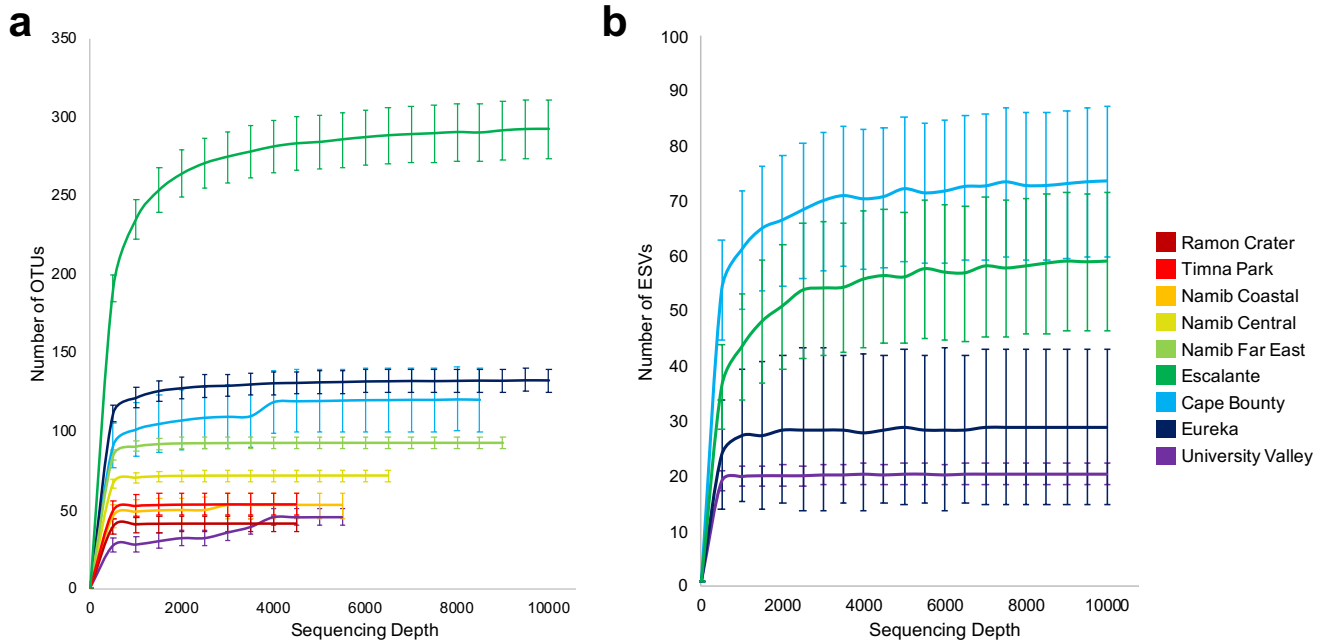 a
350
300
250
200
150
100
50
0
Number of OTUs
0 2000 4000 6000 8000 10000
Sequencing Depth
b
100
90
80
70
60
50
40
30
20
10
0
Number of ESVs
0 2000 4000 6000 8000 10000
Sequencing Depth
Ramon Crater
Timna Park
Namib Coastal
Namib Central
Namib Far East
Escalante
Cape Bounty
Eureka
University Valley